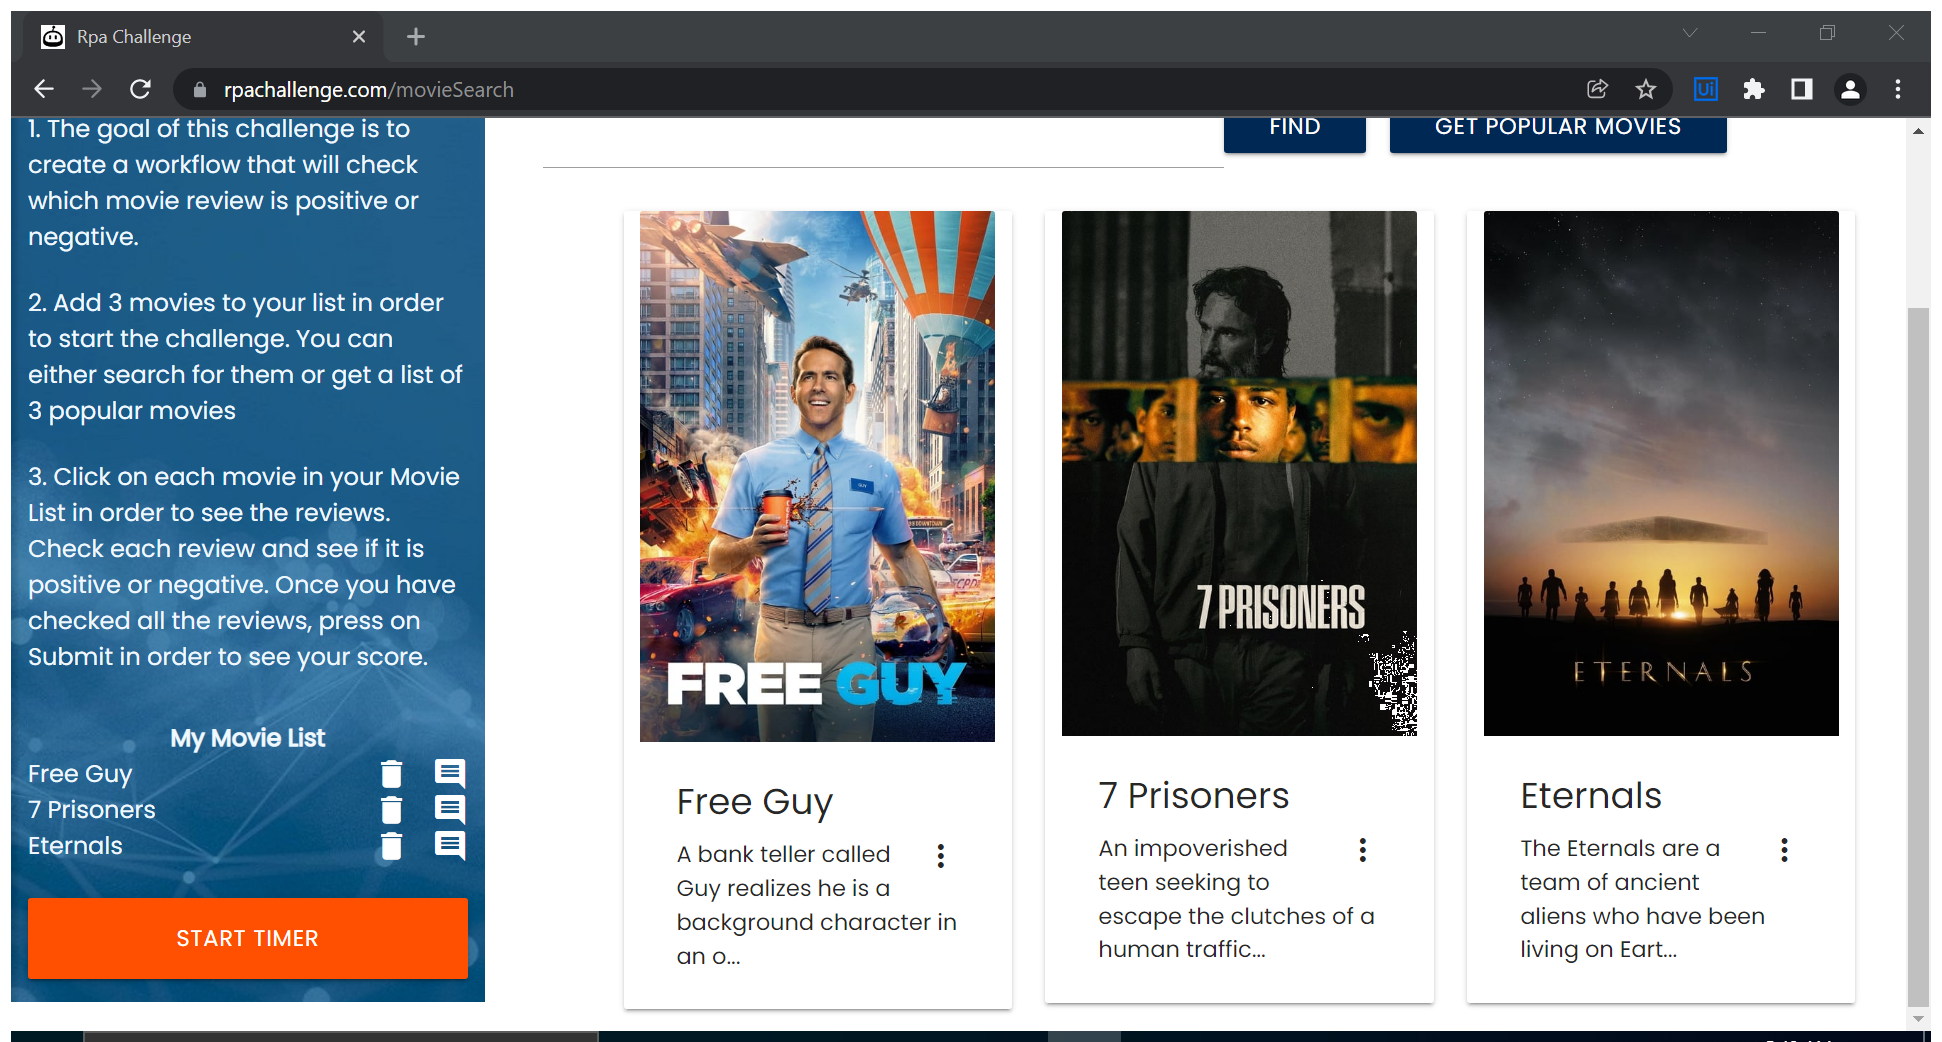 Rpa Challenge
rpachallenge.com/movieSearch
Ui
1. The goal of this challenge is to
create a workflow that will check
which movie review is positive or
negative.
2. Add 3 movies to your list in order
to start the challenge. You can
either search for them or get a list of
3 popular movies
3. Click on each movie in your Movie
List in order to see the reviews.
Check each review and see if it is
positive or negative. Once you have
checked all the reviews, press on
Submit in order to see your score.
My Movie List
Free Guy
7 Prisoners
Eternals
START TIMER
FIND
GET POPULAR MOVIES
GUY
FREE GUY
Free Guy
A bank teller called
Guy realizes he is a
background character in
an o...
7 PRISONERS
7 Prisoners
An impoverished
teen seeking to
escape the clutches of a
human traffic...
ETERNALS
Eternals
The Eternals are a
team of ancient
aliens who have been
living on Eart...